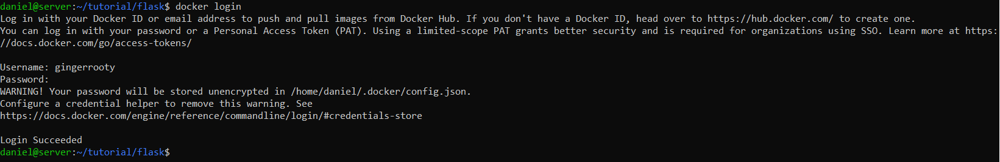 daniel@server:~/tutorial/flask$ docker login
Log in with your Docker ID or email address to push and pull images from Docker Hub. If you don't have a Docker ID, head over to https://hub.docker.com/ to create one.
You can log in with your password or a Personal Access Token (PAT). Using a limited-scope PAT grants better security and is required for organizations using SSO. Learn more at https:
//docs.docker.com/go/access-tokens/
Username: gingerrooty
Password:
WARNING! Your password will be stored unencrypted in /home/daniel/.docker/config.json.
Configure a credential helper to remove this warning. See
https://docs.docker.com/engine/reference/commandline/login/#credentials-store
Login Succeeded
daniel@server:~/tutorial/flask$